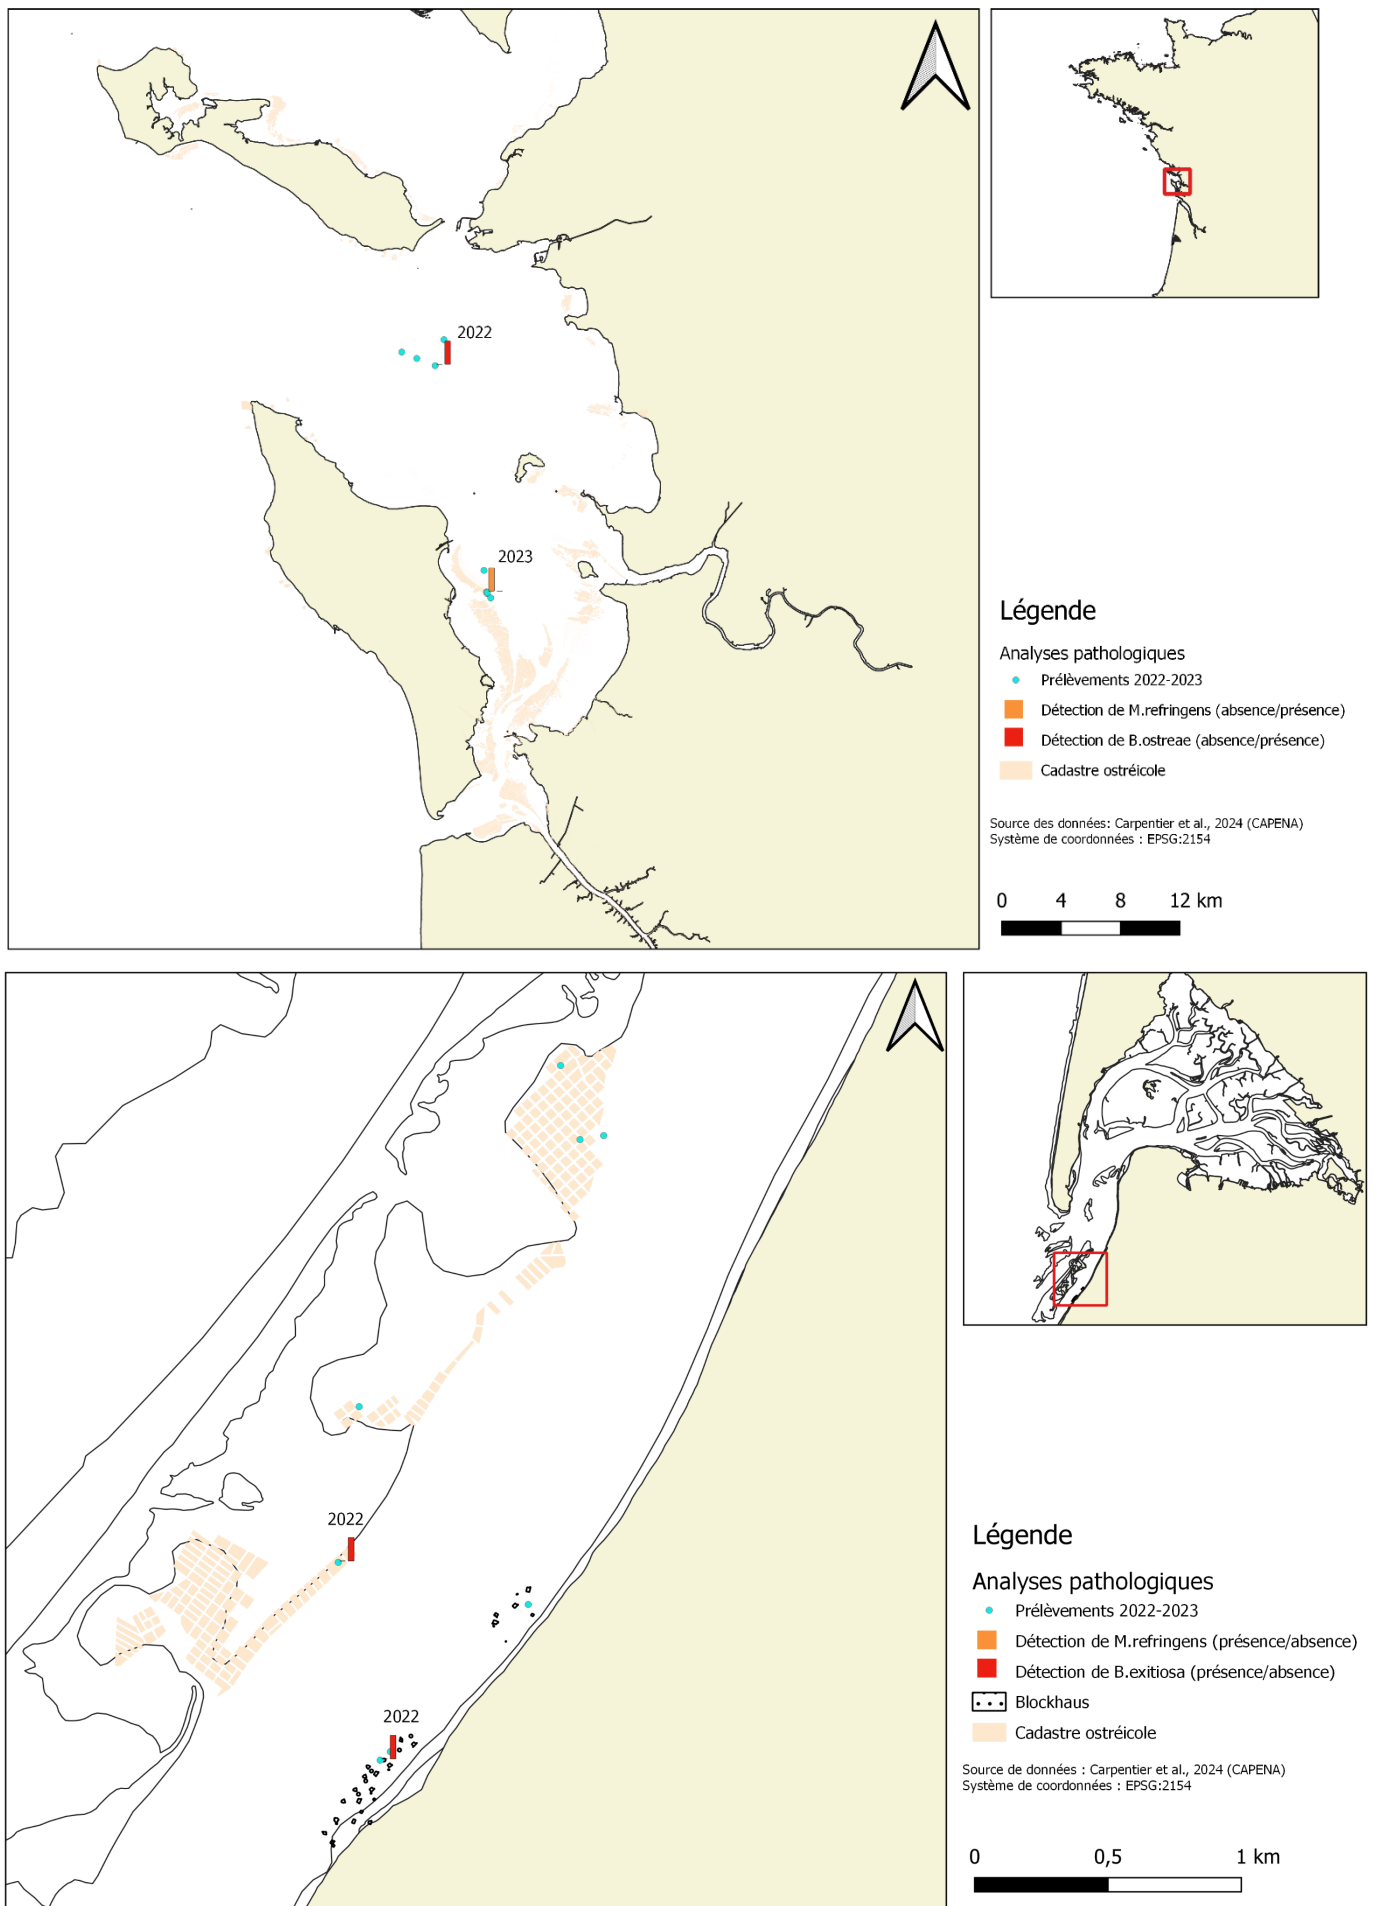 2022
2023
Légende
Analyses pathologiques
Prélèvements 2022-2023
Détection de M.refringens (absence/présence)
Détection de B.ostreae (absence/présence)
Cadastre ostréicole
Source des données: Carpentier et al., 2024 (CAPENA)
Système de coordonnées : EPSG:2154
0 4 8 12 km
2022
2022
Légende
Analyses pathologiques
Prélèvements 2022-2023
Détection de M.refringens (présence/absence)
Détection de B.exitiosa (présence/absence)
Blockhaus
Cadastre ostréicole
Source de données : Carpentier et al., 2024 (CAPENA)
Système de coordonnées : EPSG:2154
0 0,5 1 km